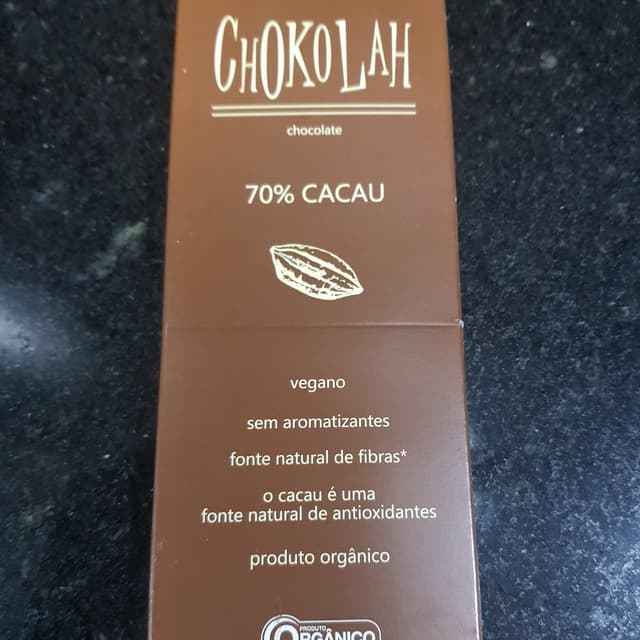 CHOKOLAH
chocolate
70% CACAU
vegano
sem aromatizantes
fonte natural de fibras*
o cacau é uma
fonte natural de antioxidantes
produto orgânico
PRODUTO
ORGÂNICO